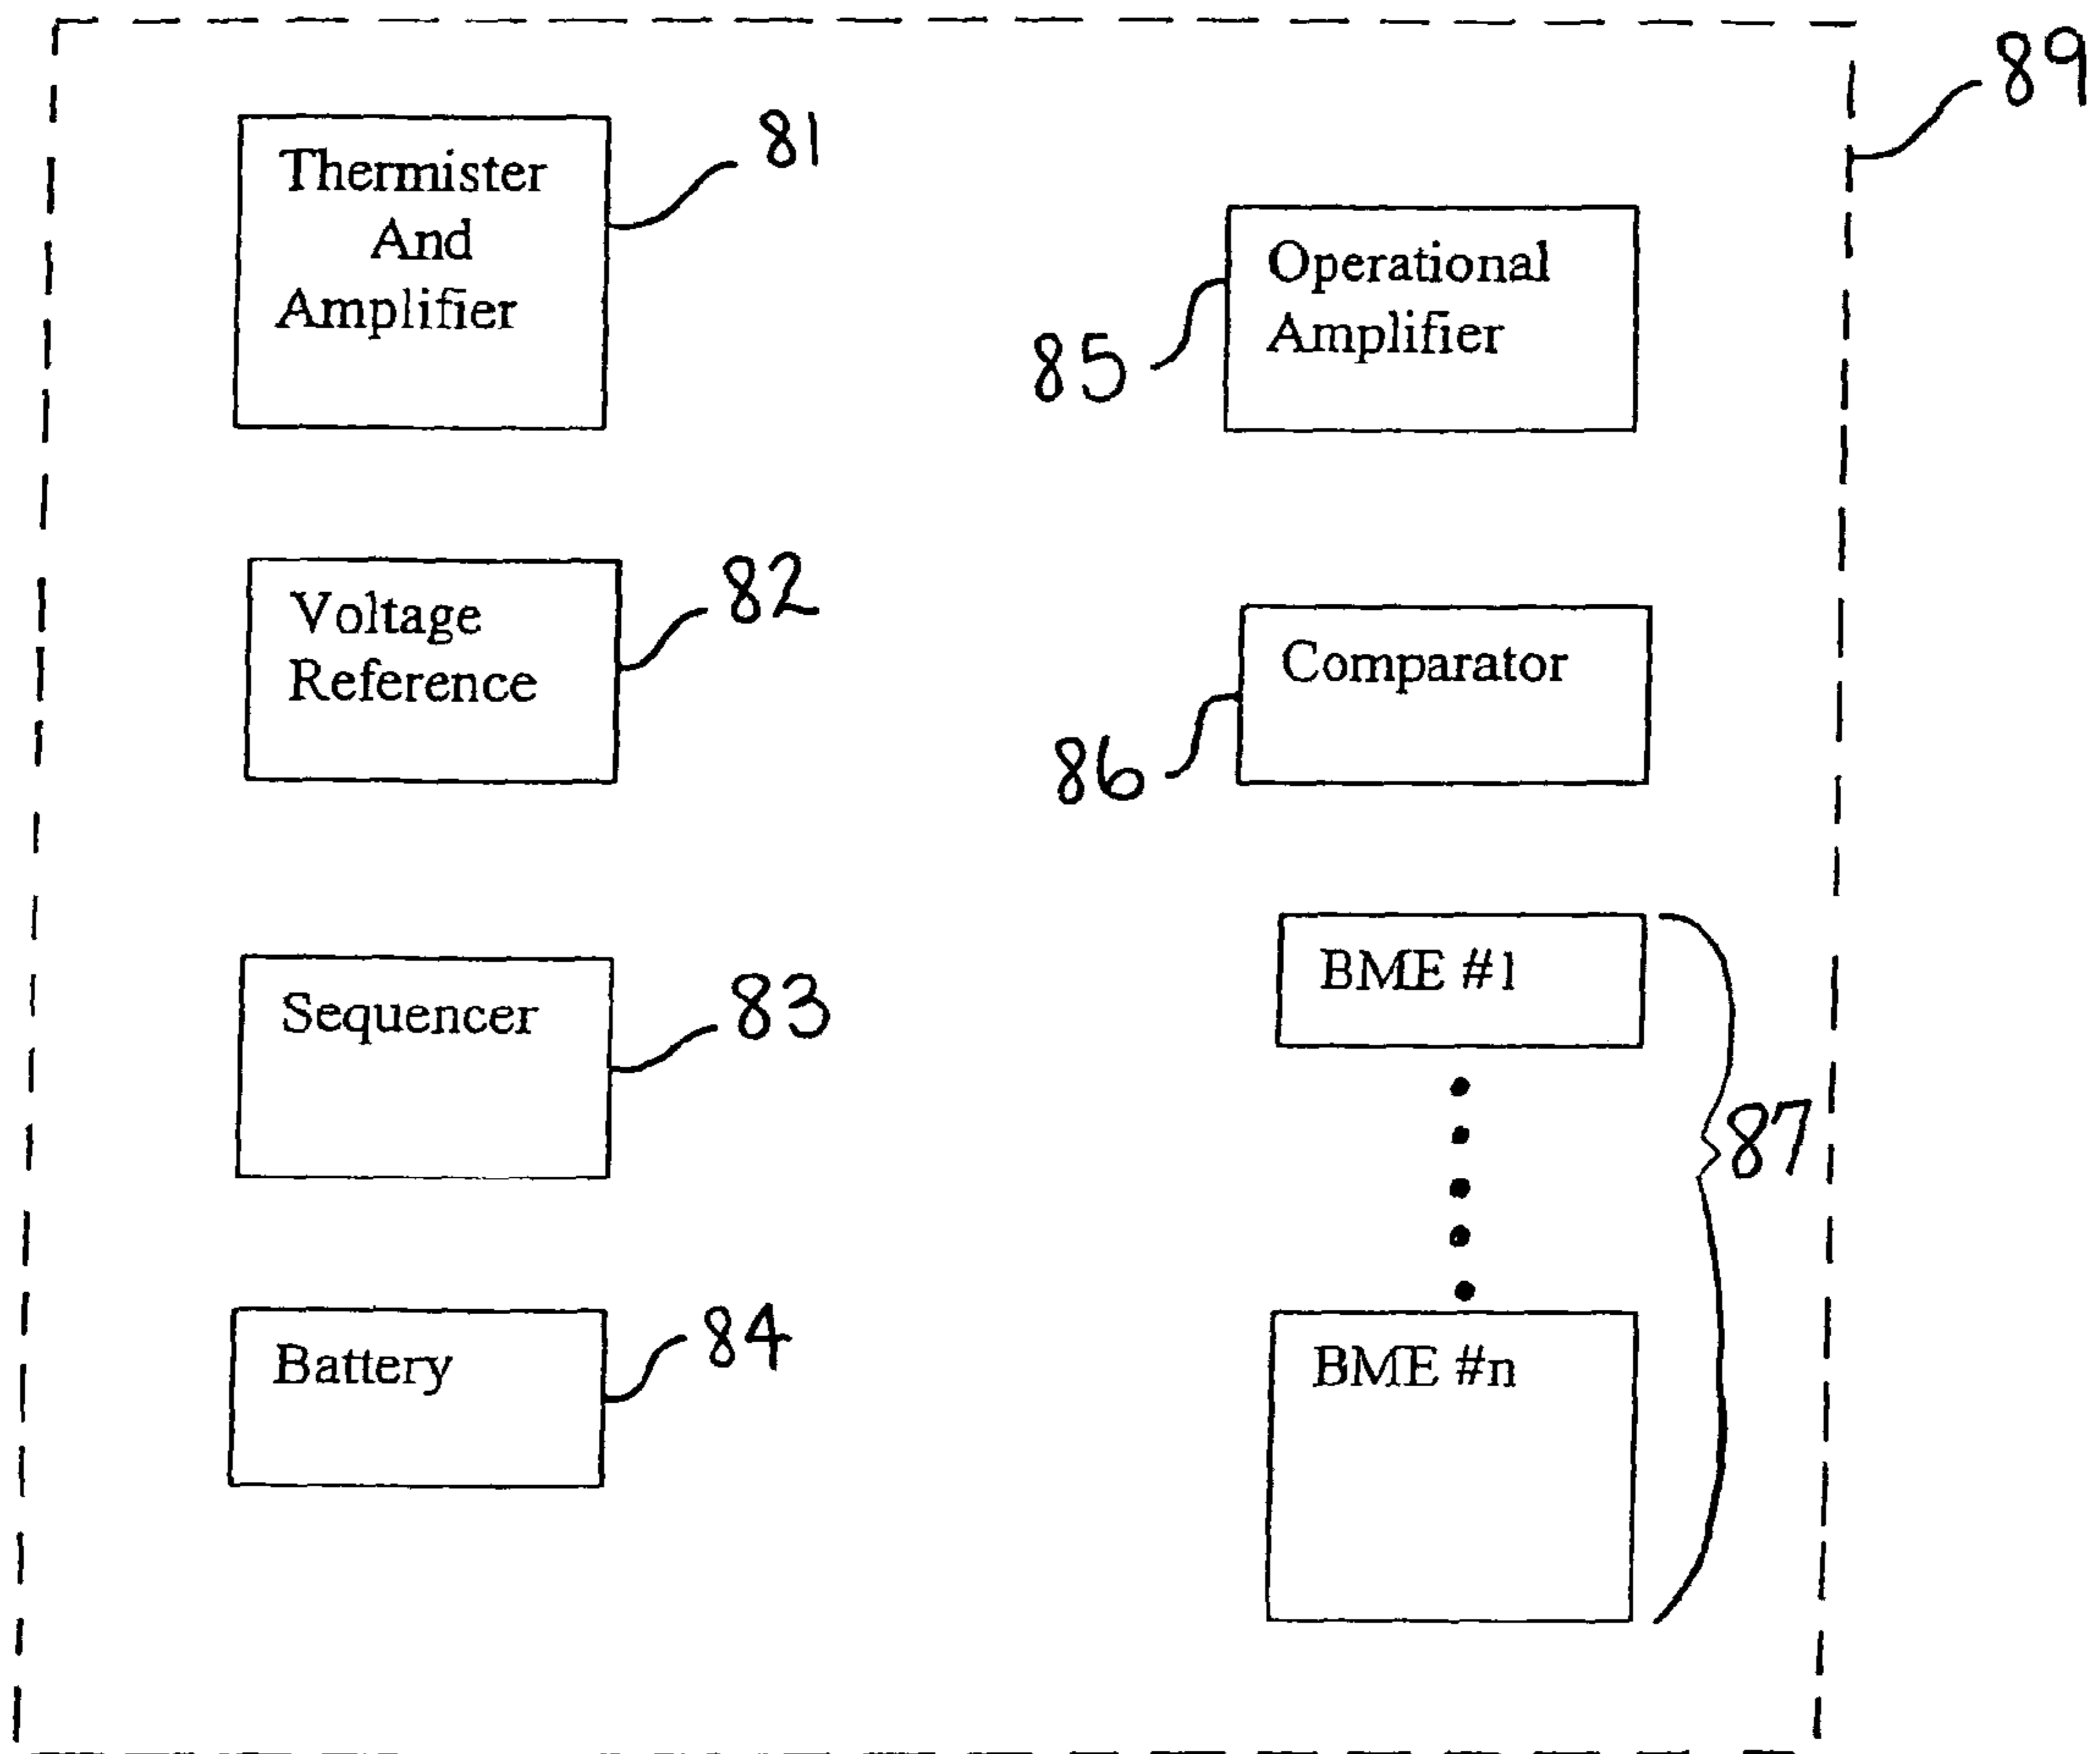 89
Thermister
And
Amplifier
81
Operational
Amplifier
85
Voltage
Reference
82
Comparator
86
Sequencer
83
BME #1
87
Battery
84
BME #n